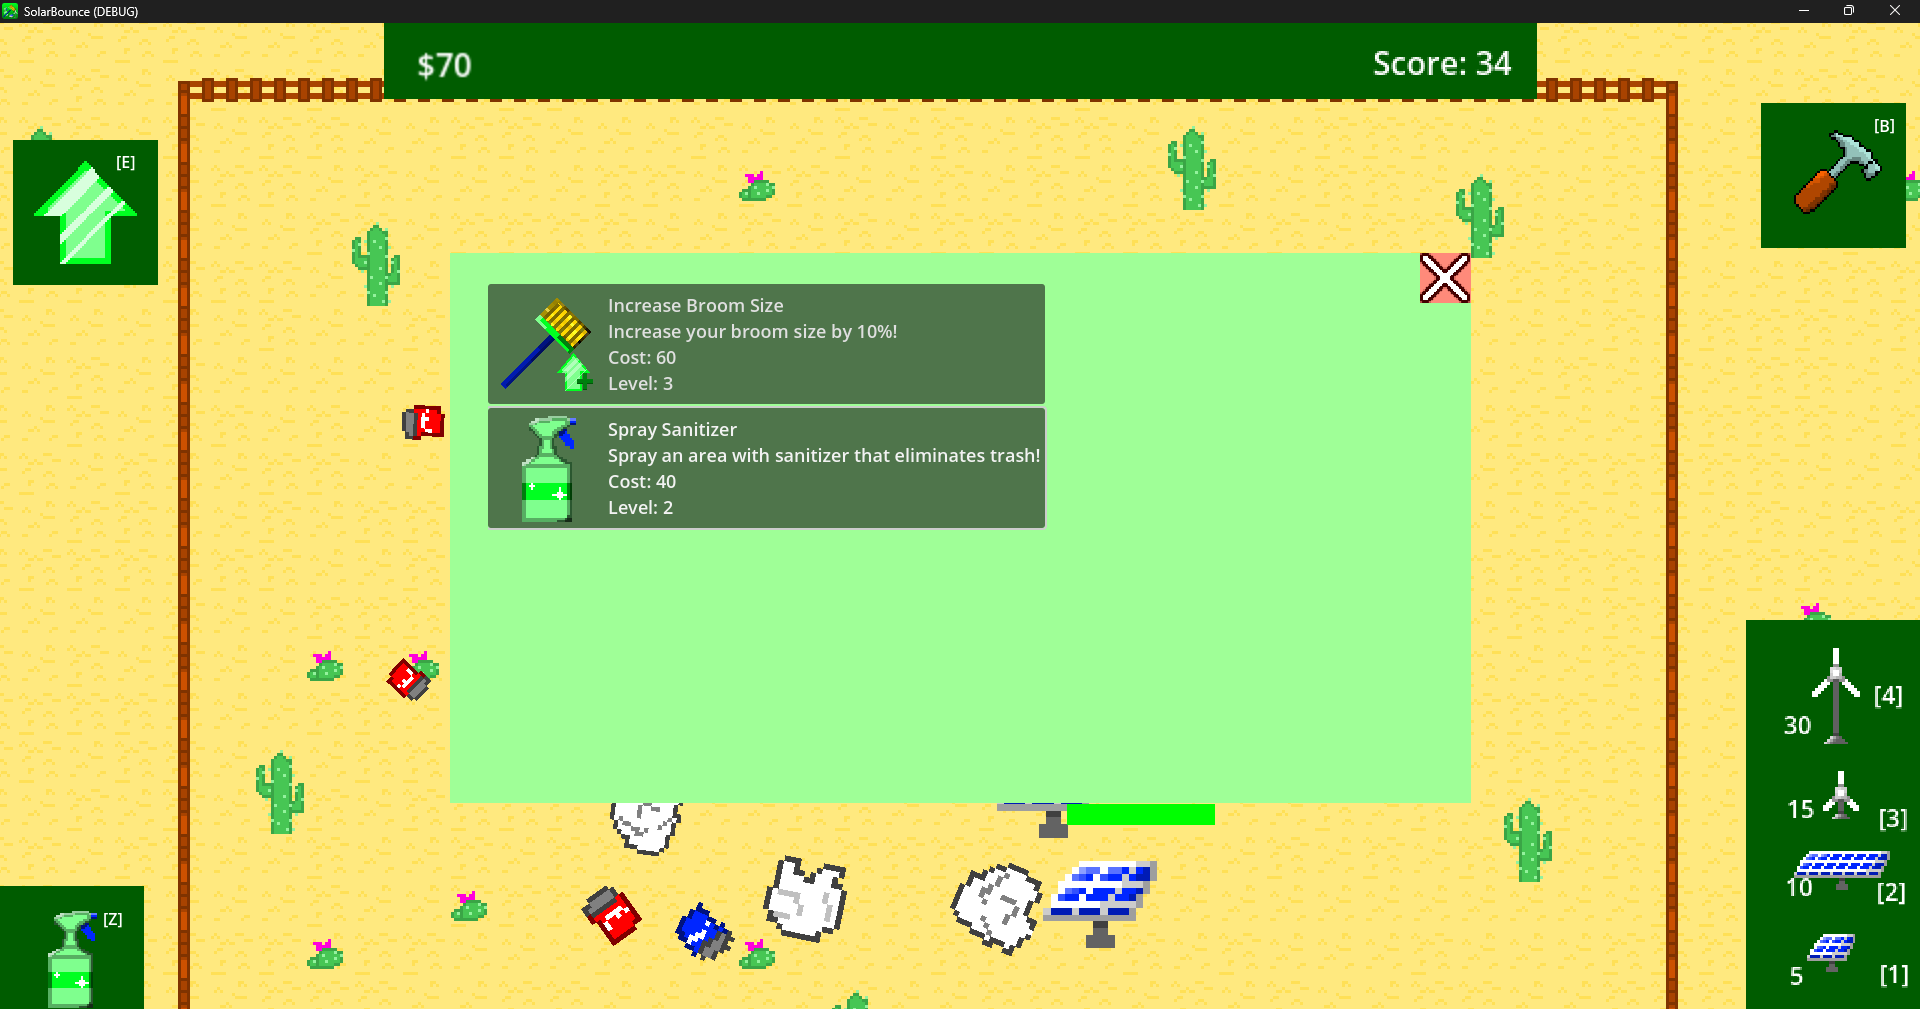 SolarBounce (DEBUG)
$70
Score: 34
[E]
[B]
Increase Broom Size
Increase your broom size by 10%!
Cost: 60
Level: 3
Spray Sanitizer
Spray an area with sanitizer that eliminates trash!
Cost: 40
Level: 2
[4]
30
15
[3]
10
[2]
5
[1]
[Z]